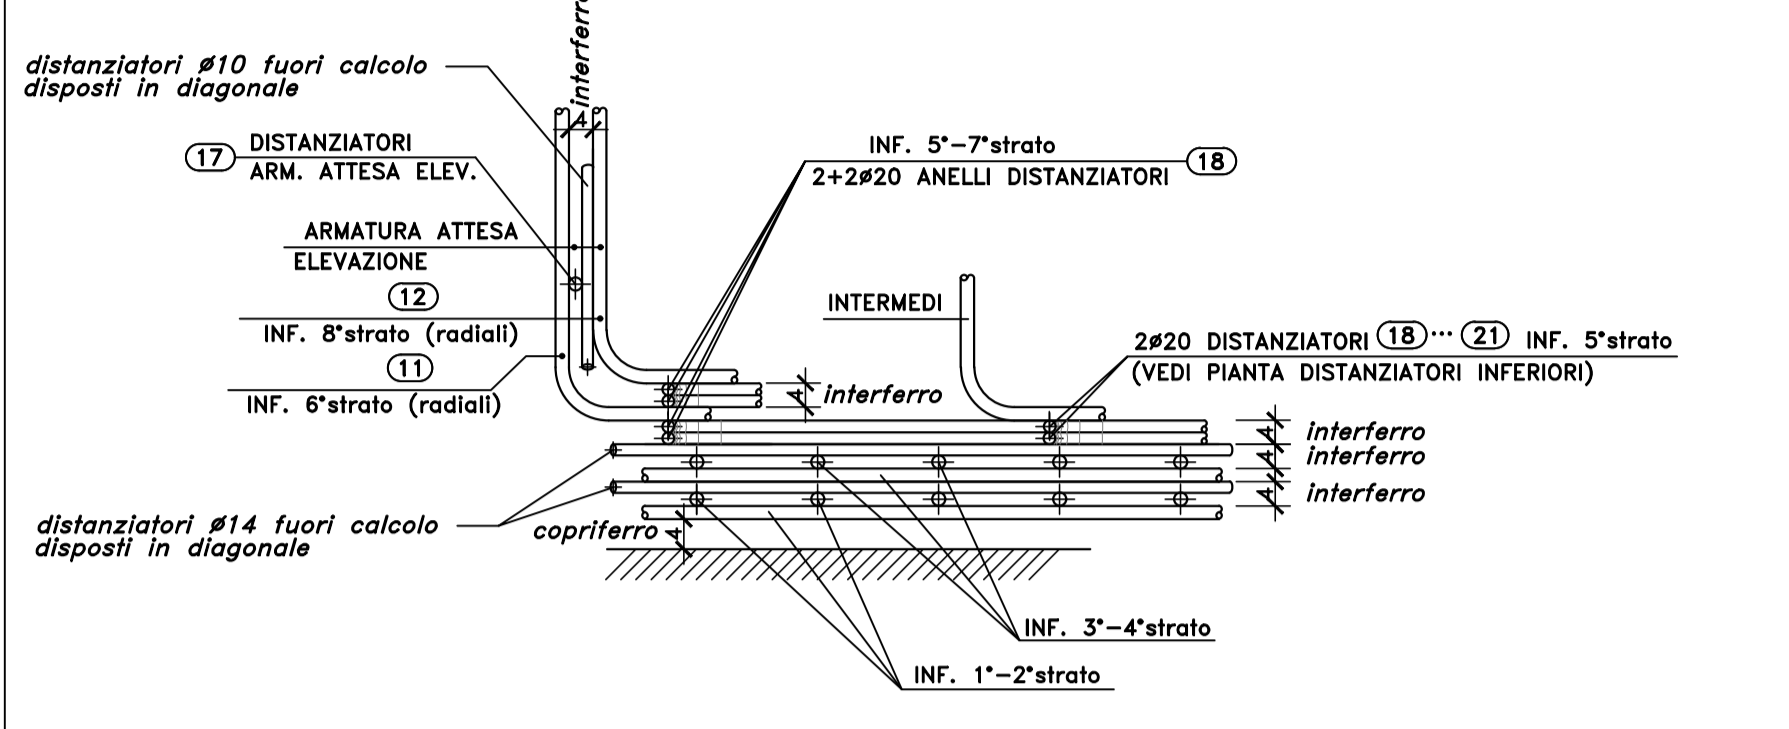 interferro
distanziatori ø10 fuori calcolo
disposti in diagonale
4
17 DISTANZIATORI
ARM. ATTESA ELEV.
INF. 5°-7°strato
2+2ø20 ANELLI DISTANZIATORI 18
ARMATURA ATTESA
ELEVAZIONE
12
INF. 8°strato (radiali)
11
INF. 6°strato (radiali)
INTERMEDI
2ø20 DISTANZIATORI 18 ... 21 INF. 5°strato
(VEDI PIANTA DISTANZIATORI INFERIORI)
4 interferro
4 interferro
4 interferro
4 interferro
distanziatori ø14 fuori calcolo
disposti in diagonale
copriferro 4
INF. 3°-4°strato
INF. 1°-2°strato